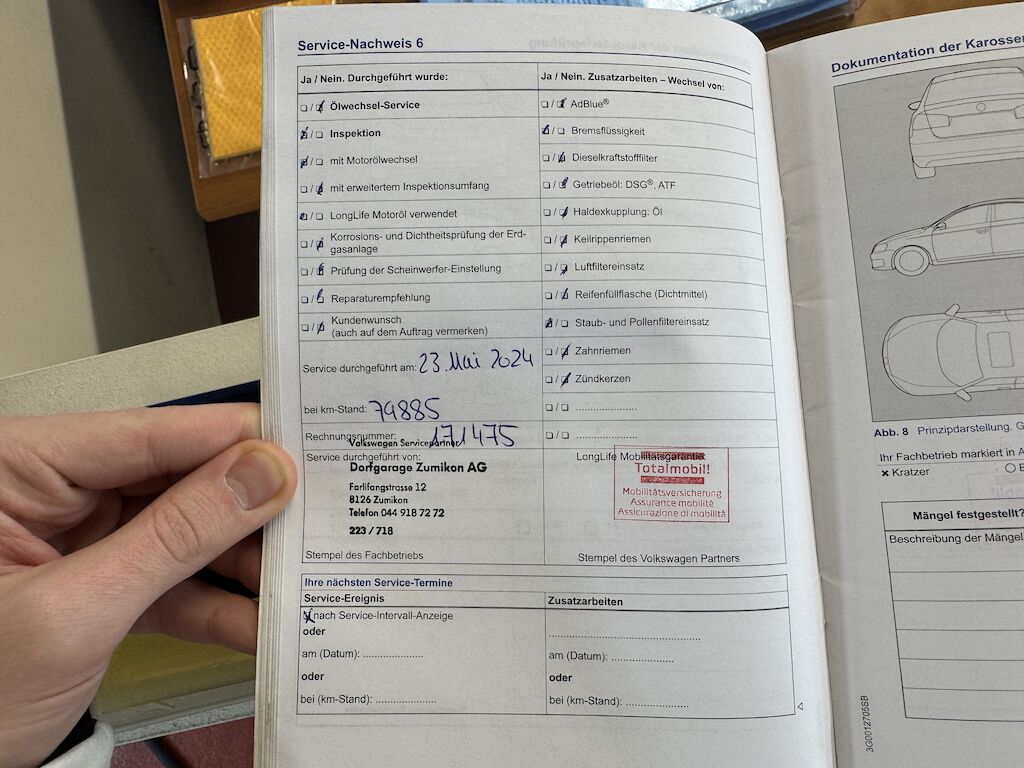 Service-Nachweis 6
Ja / Nein. Durchgeführt wurde:
Ölwechsel-Service
Inspektion
mit Motorölwechsel
mit erweitertem Inspektionsumfang
LongLife Motoröl verwendet
Korrosions- und Dichtheitsprüfung der Erd-
gasanlage
Prüfung der Scheinwerfer-Einstellung
Reparaturempfehlung
Kundenwunsch
(auch auf dem Auftrag vermerken)
Service durchgeführt am: 23. Mai 2024
bei km-Stand: 79885
Rechnungsnummer: 171475
Volkswagen Servicepartner
Service durchgeführt von:
Dorfgarage Zumikon AG
Farlifangstrasse 12
8126 Zumikon
Telefon 044 918 72 72
223 / 718
Stempel des Fachbetriebs
Ja / Nein. Zusatzarbeiten – Wechsel von:
AdBlue®
Bremsflüssigkeit
Dieselkraftstofffilter
Getriebeöl: DSG®, ATF
Haldexkupplung: Öl
Keilrippenriemen
Luftfiltereinsatz
Reifenfüllflasche (Dichtmittel)
Staub- und Pollenfiltereinsatz
Zahnriemen
Zündkerzen
LongLife Mobilitätsgarantie
Totalmobil!
Mobilitätsversicherung
Assurance mobilité
Assicurazione di mobilità
Stempel des Volkswagen Partners
Ihre nächsten Service-Termine
Service-Ereignis
nach Service-Intervall-Anzeige
oder
am (Datum):
oder
bei (km-Stand):
Zusatzarbeiten
am (Datum):
oder
bei (km-Stand):
Dokumentation der Karosser
Abb. 8 Prinzipdarstellung. G
Ihr Fachbetrieb markiert in A
Kratzer
Mängel festgestellt?
Beschreibung der Mängel
3G0012705SB